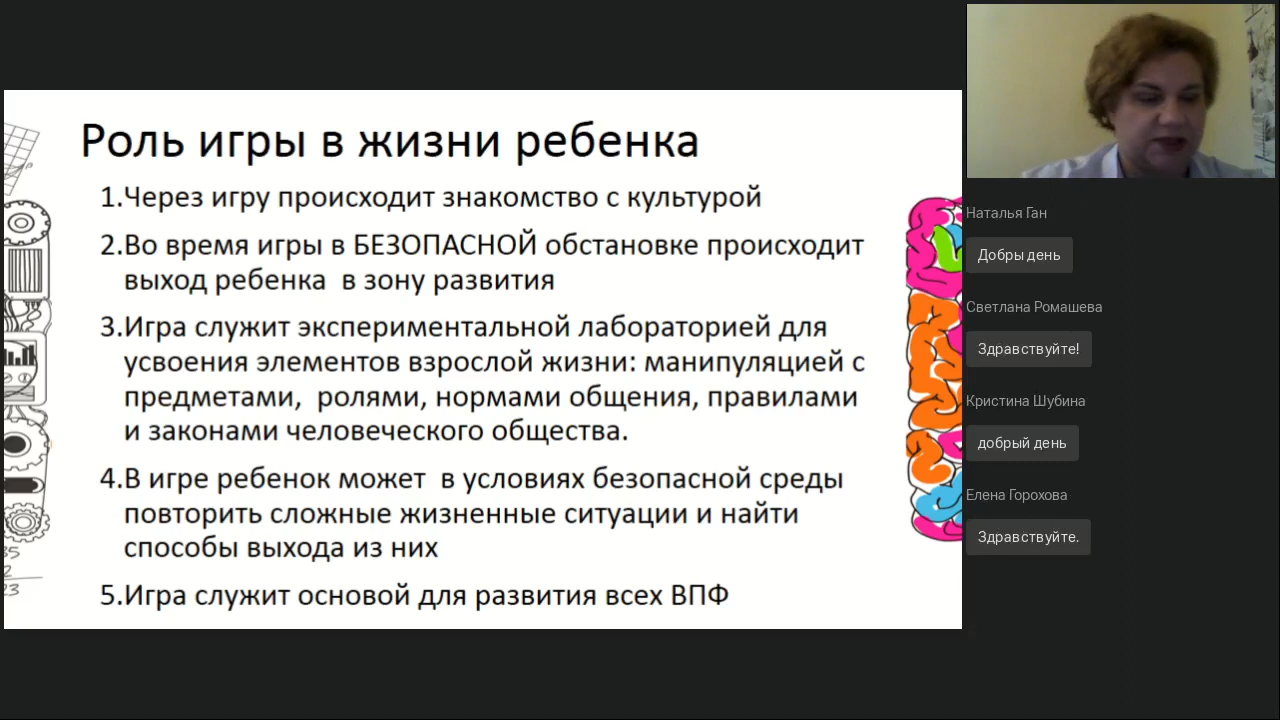 Роль игры в жизни ребенка
1.Через игру происходит знакомство с культурой
2.Во время игры в БЕЗОПАСНОЙ обстановке происходит
выход ребенка в зону развития
3.Игра служит экспериментальной лабораторией для
усвоения элементов взрослой жизни: манипуляцией с
предметами, ролями, нормами общения, правилами
и законами человеческого общества.
4.В игре ребенок может в условиях безопасной среды
повторить сложные жизненные ситуации и найти
способы выхода из них
5.Игра служит основой для развития всех ВПФ
Наталья Ган
Добры день
Светлана Ромашева
Здравствуйте!
Кристина Шубина
добрый день
Елена Горохова
Здравствуйте.